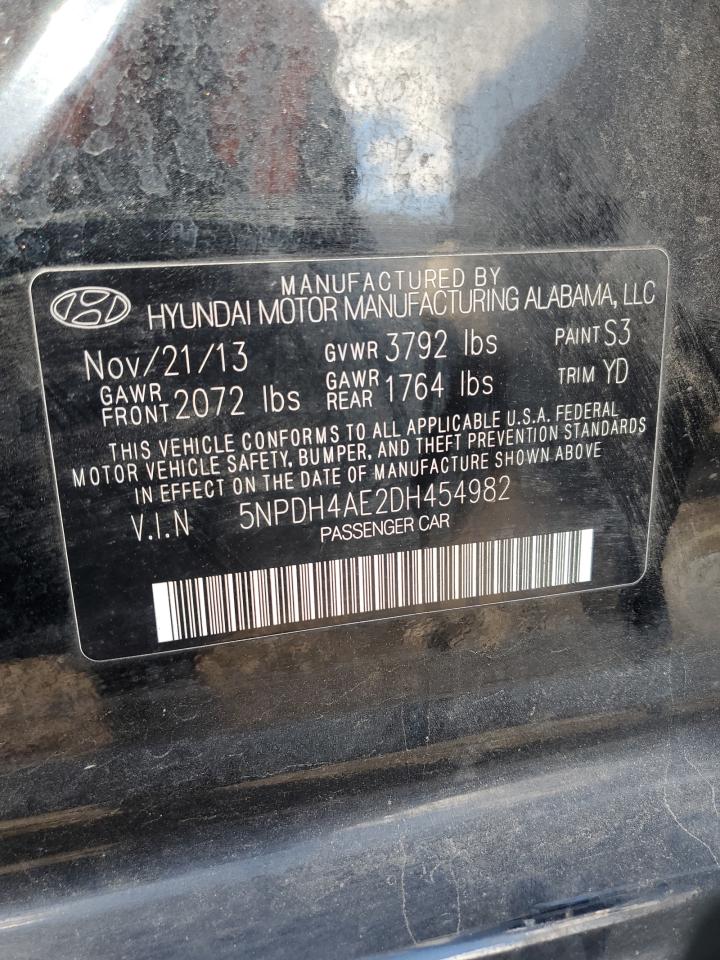 MANUFACTURED BY
HYUNDAI MOTOR MANUFACTURING ALABAMA, LLC
Nov/21/13 GVWR 3792 lbs PAINT S3
GAWR FRONT 2072 lbs GAWR REAR 1764 lbs TRIM YD
THIS VEHICLE CONFORMS TO ALL APPLICABLE U.S.A. FEDERAL
MOTOR VEHICLE SAFETY, BUMPER, AND THEFT PREVENTION STANDARDS
IN EFFECT ON THE DATE OF MANUFACTURE SHOWN ABOVE
V.I.N 5NPDH4AE2DH454982
PASSENGER CAR